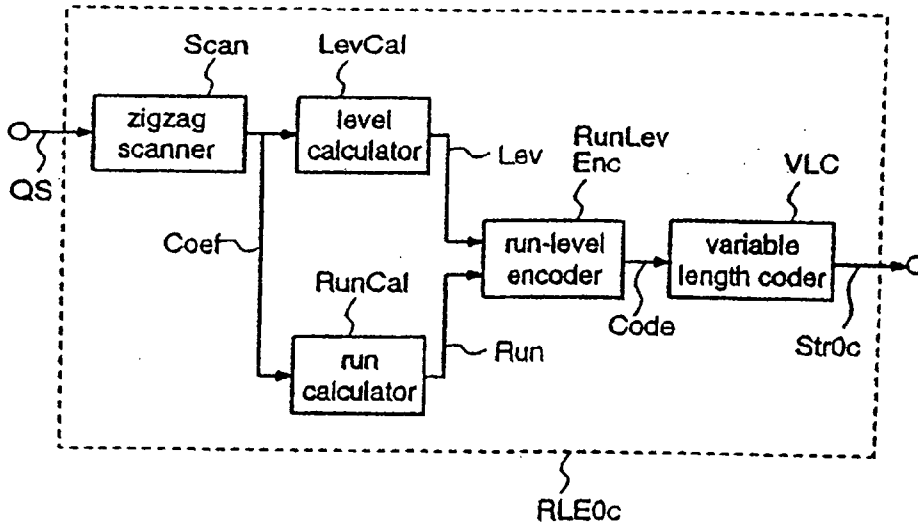 Scan
LevCal
zigzag
scanner
level
calculator
QS
Lev
RunLev
Enc
VLC
Coef
run-level
encoder
variable
length coder
RunCal
Code
Str0c
run
calculator
Run
RLE0c